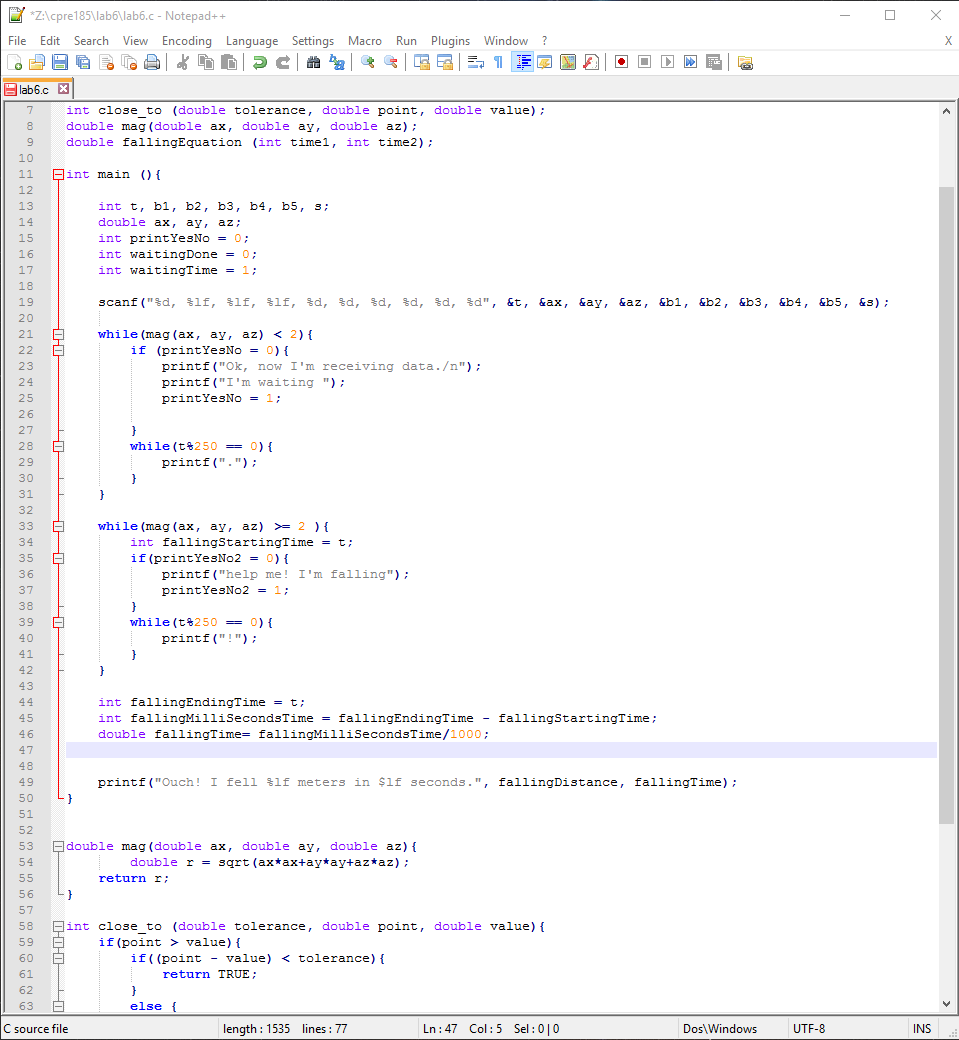 *Z:\cpre185\lab6\lab6.c - Notepad++
File Edit Search View Encoding Language Settings Macro Run Plugins Window ? X
lab6.c
7 int close_to (double tolerance, double point, double value);
8 double mag(double ax, double ay, double az);
9 double fallingEquation (int time1, int time2);
10
11 int main (){
12
13 int t, b1, b2, b3, b4, b5, s;
14 double ax, ay, az;
15 int printYesNo = 0;
16 int waitingDone = 0;
17 int waitingTime = 1;
18
19 scanf("%d, %lf, %lf, %lf, %d, %d, %d, %d, %d, %d", &t, &ax, &ay, &az, &b1, &b2, &b3, &b4, &b5, &s);
20
21 while(mag(ax, ay, az) < 2){
22 if (printYesNo = 0){
23 printf("Ok, now I'm receiving data./n");
24 printf("I'm waiting ");
25 printYesNo = 1;
26
27 }
28 while(t%250 == 0){
29 printf(".");
30 }
31 }
32
33 while(mag(ax, ay, az) >= 2 ){
34 int fallingStartingTime = t;
35 if(printYesNo2 = 0){
36 printf("help me! I'm falling");
37 printYesNo2 = 1;
38 }
39 while(t%250 == 0){
40 printf("!");
41 }
42 }
43
44 int fallingEndingTime = t;
45 int fallingMilliSecondsTime = fallingEndingTime - fallingStartingTime;
46 double fallingTime= fallingMilliSecondsTime/1000;
47
48
49 printf("Ouch! I fell %lf meters in $lf seconds.", fallingDistance, fallingTime);
50 }
51
52
53 double mag(double ax, double ay, double az){
54 double r = sqrt(ax*ax+ay*ay+az*az);
55 return r;
56 }
57
58 int close_to (double tolerance, double point, double value){
59 if(point > value){
60 if((point - value) < tolerance){
61 return TRUE;
62 }
63 else {
C source file length : 1535 lines : 77 Ln : 47 Col : 5 Sel : 0 | 0 Dos\Windows UTF-8 INS